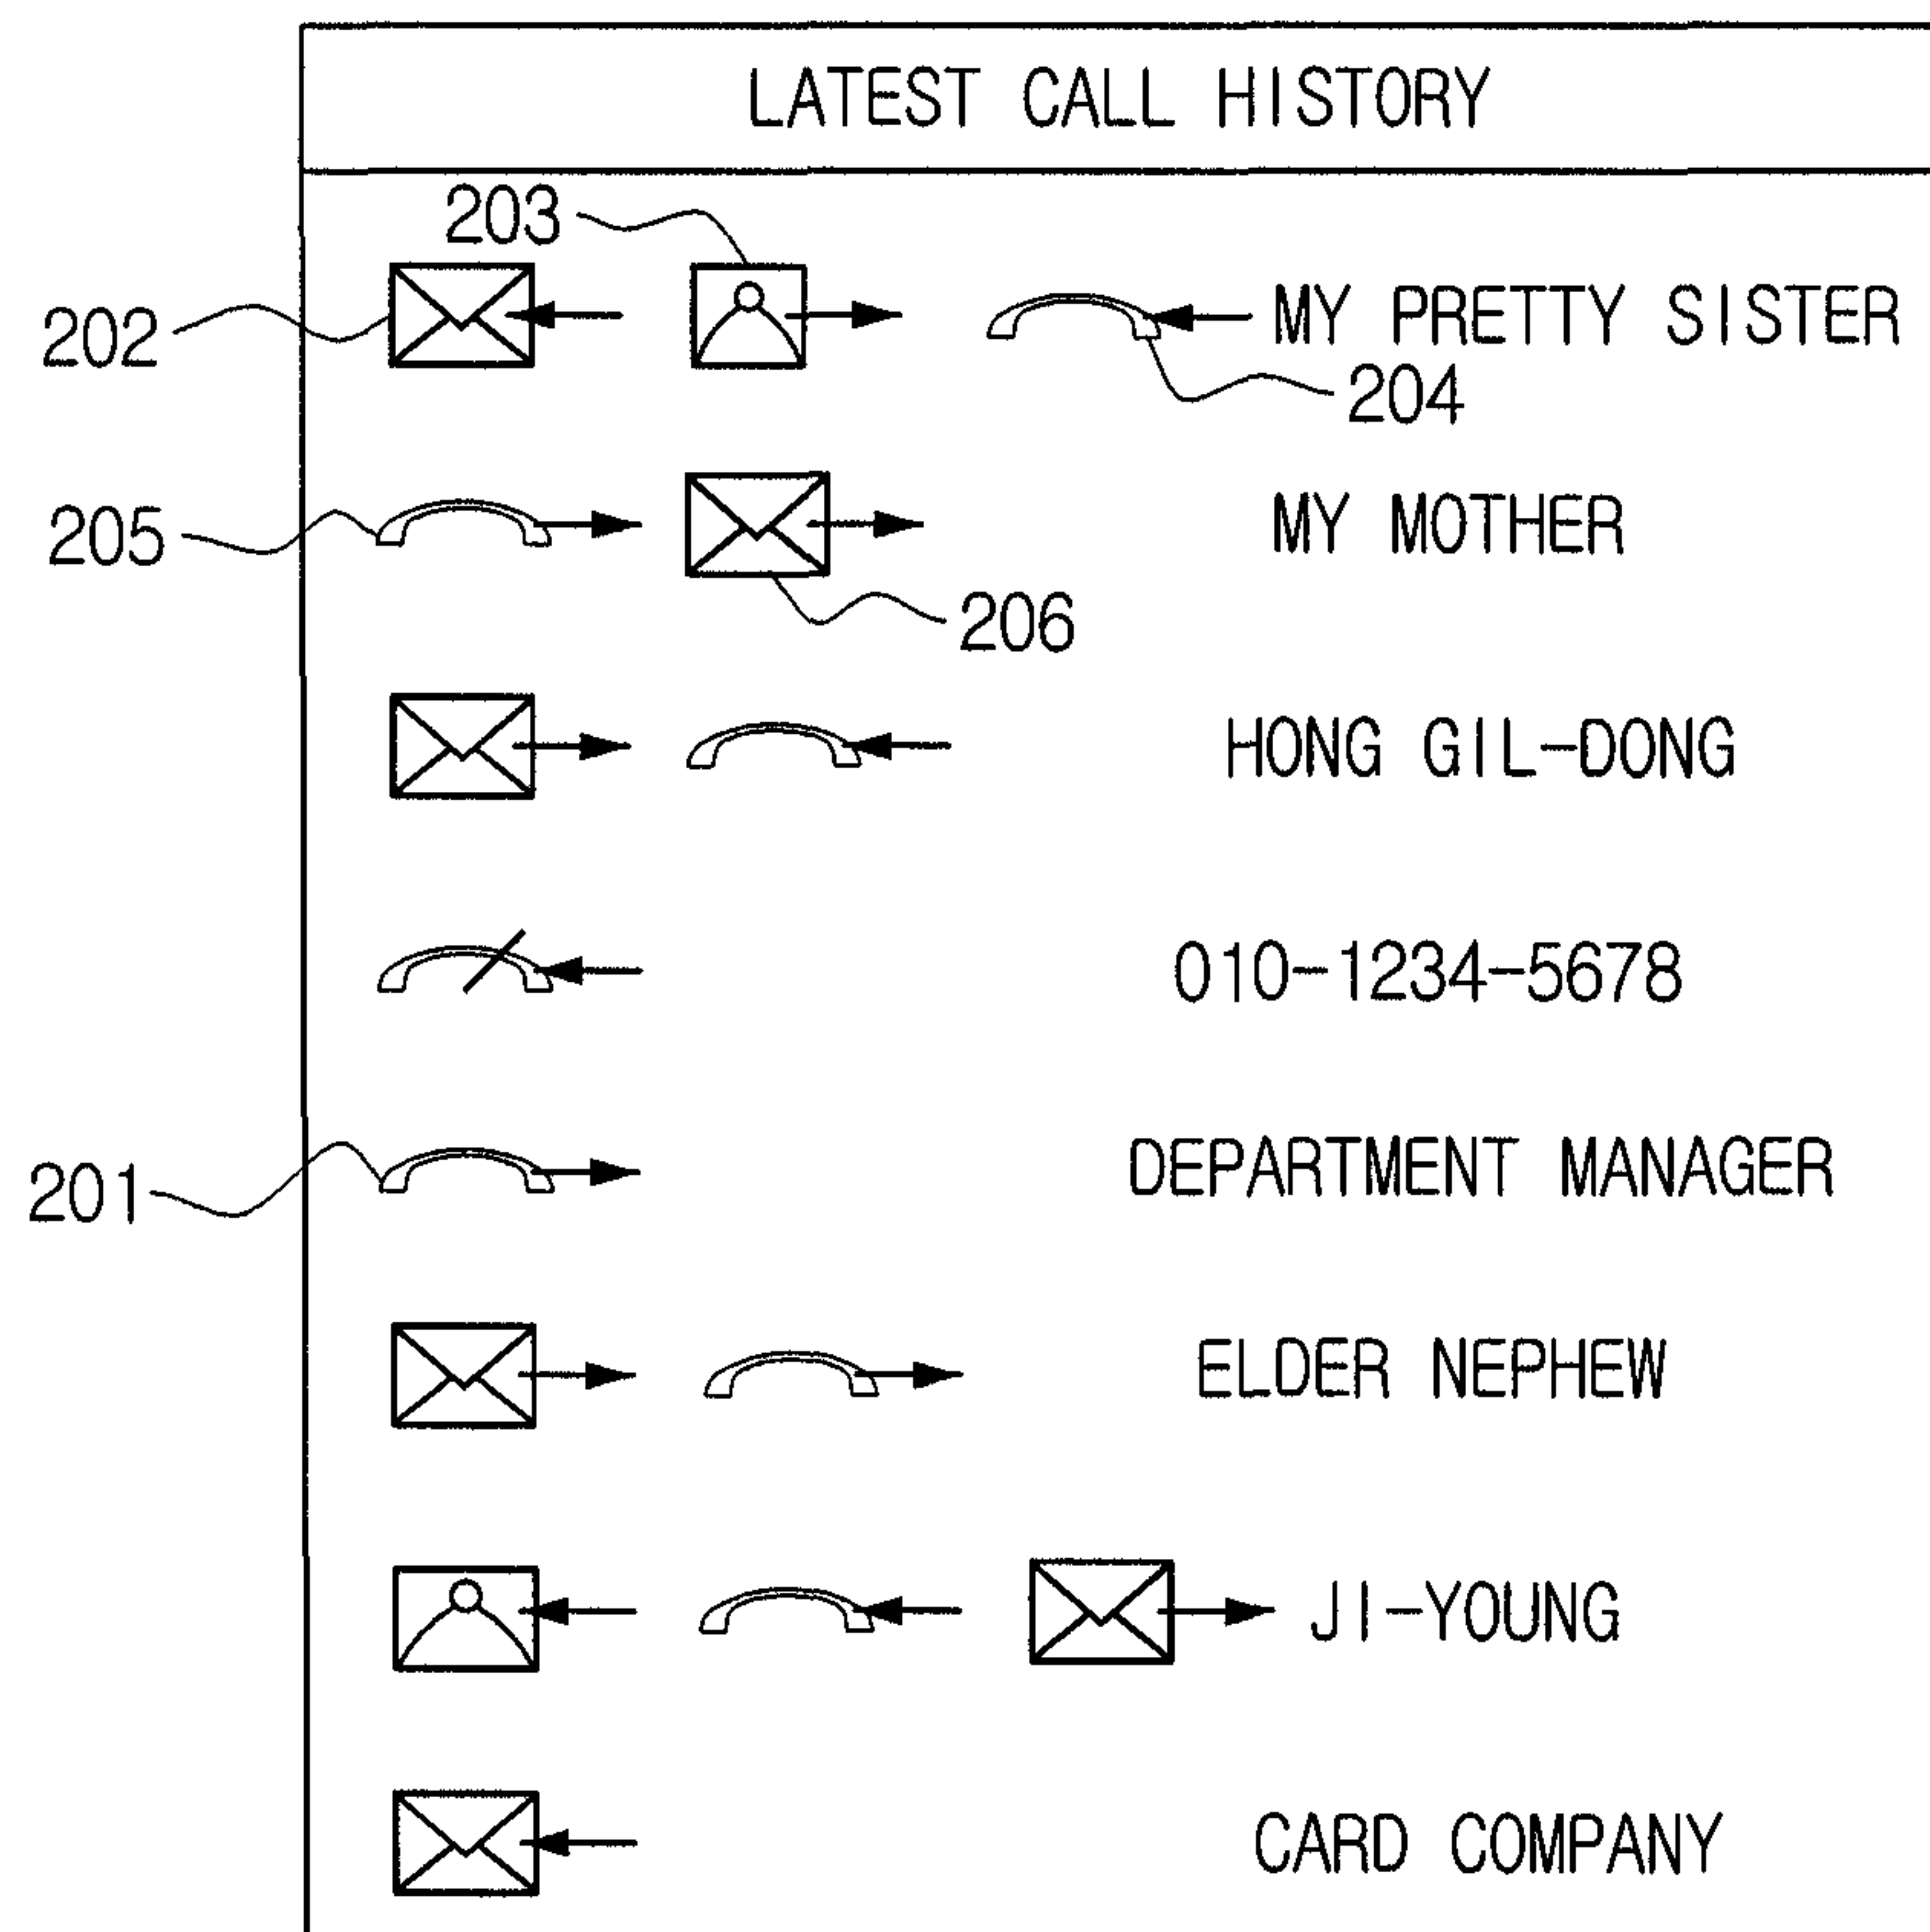 LATEST CALL HISTORY
203
202
MY PRETTY SISTER
204
205
MY MOTHER
206
HONG GIL-DONG
010-1234-5678
201
DEPARTMENT MANAGER
ELDER NEPHEW
JI-YOUNG
CARD COMPANY